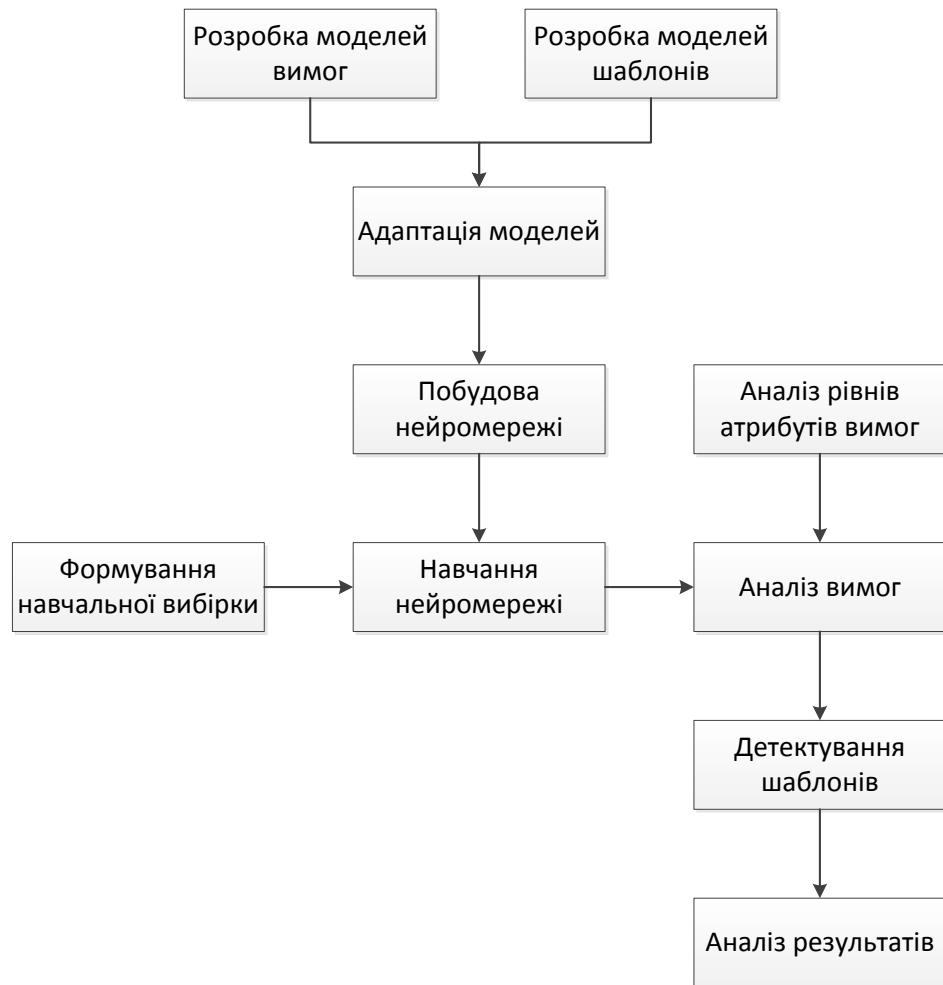 Розробка моделей
вимог
Розробка моделей
шаблонів
Адаптація моделей
Побудова
нейромережі
Аналіз рівнів
атрибутів вимог
Формування
навчальної вибірки
Навчання
нейромережі
Аналіз вимог
Детектування
шаблонів
Аналіз результатів